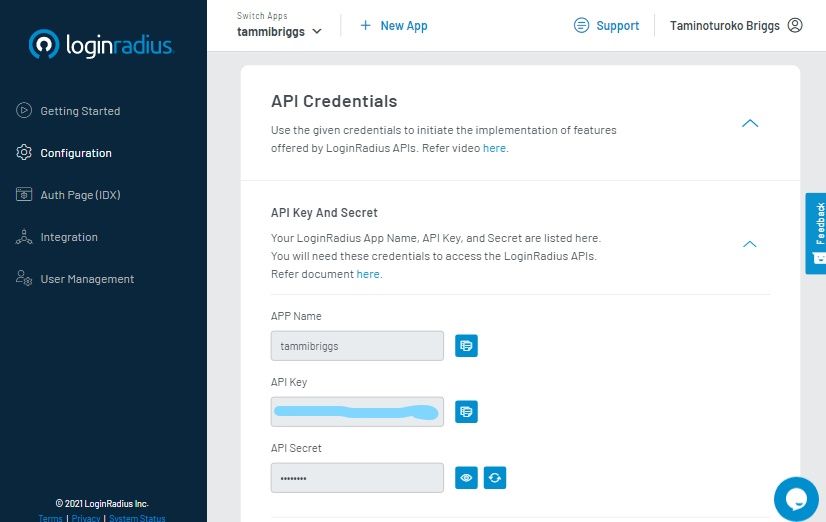 loginradius
Getting Started
Configuration
Auth Page (IDX)
Integration
User Management
© 2021 LoginRadius Inc.
Terms | Privacy | System Status
Switch Apps
tammibriggs
+ New App
Support
Taminoturoko Briggs
API Credentials
Use the given credentials to initiate the implementation of features
offered by LoginRadius APIs. Refer video here.
API Key And Secret
Your LoginRadius App Name, API Key, and Secret are listed here.
You will need these credentials to access the LoginRadius APIs.
Refer document here.
APP Name
tammibriggs
API Key
API Secret
••••••••
Feedback